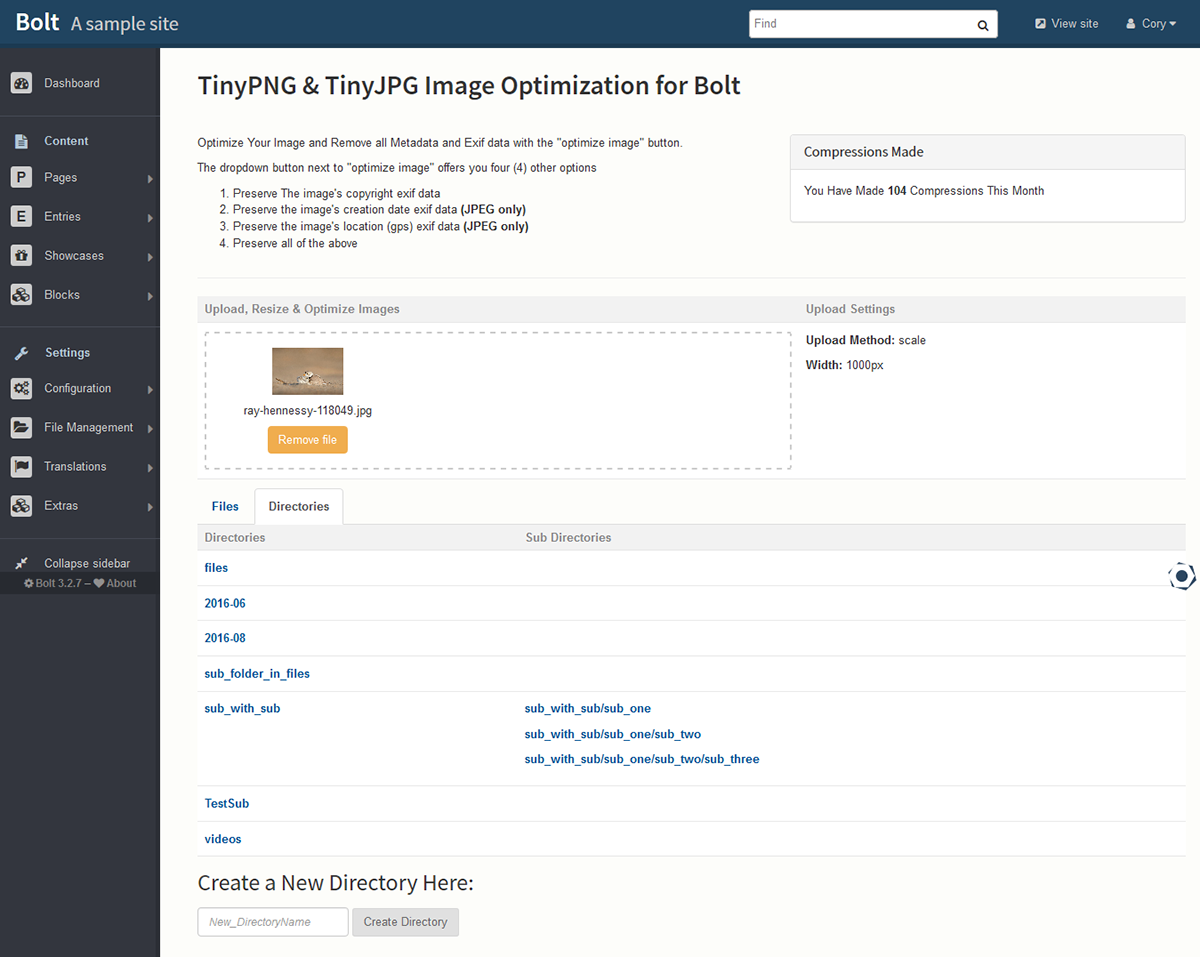 Bolt A sample site
Find
View site
Cory
Dashboard
Content
P Pages
E Entries
Showcases
Blocks
Settings
Configuration
File Management
Translations
Extras
Collapse sidebar
Bolt 3.2.7 – About
TinyPNG & TinyJPG Image Optimization for Bolt
Optimize Your Image and Remove all Metadata and Exif data with the "optimize image" button.
The dropdown button next to "optimize image" offers you four (4) other options
1. Preserve The image's copyright exif data
2. Preserve the image's creation date exif data (JPEG only)
3. Preserve the image's location (gps) exif data (JPEG only)
4. Preserve all of the above
Compressions Made
You Have Made 104 Compressions This Month
Upload, Resize & Optimize Images
Upload Settings
ray-hennessy-118049.jpg
Remove file
Upload Method: scale
Width: 1000px
Files
Directories
Directories
Sub Directories
files
2016-06
2016-08
sub_folder_in_files
sub_with_sub
sub_with_sub/sub_one
sub_with_sub/sub_one/sub_two
sub_with_sub/sub_one/sub_two/sub_three
TestSub
videos
Create a New Directory Here:
New_DirectoryName
Create Directory